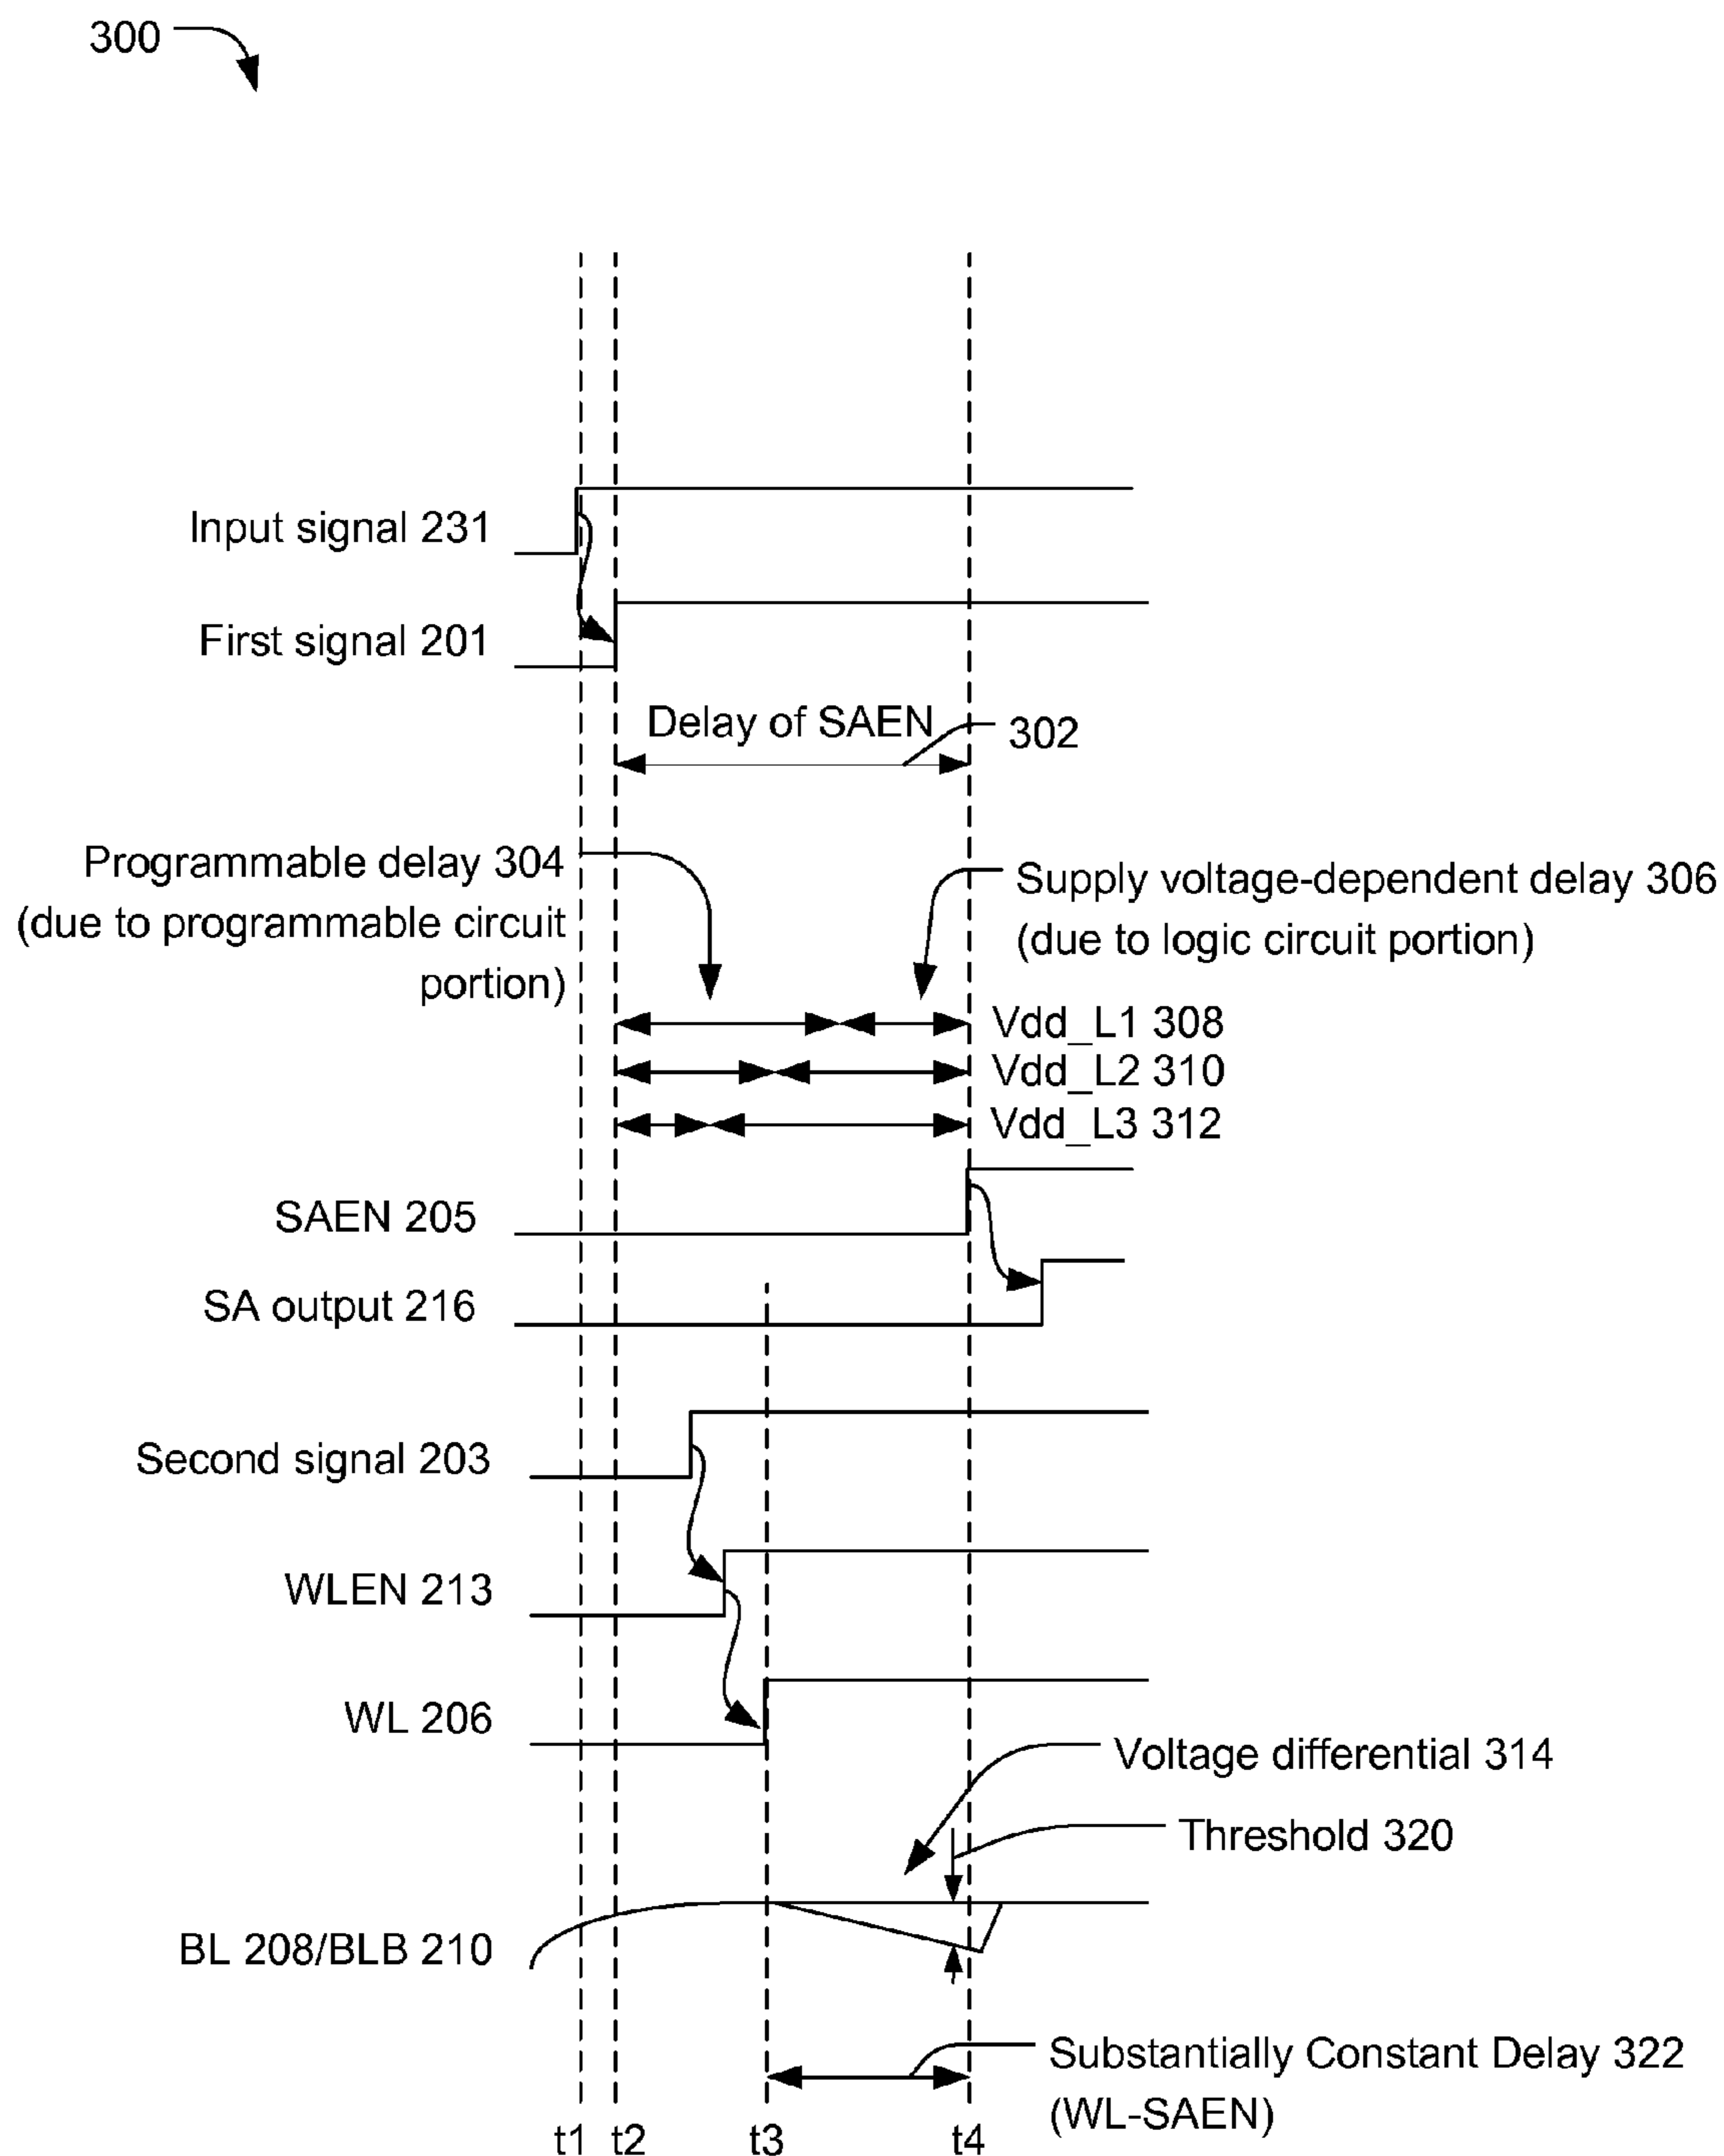 300
Input signal 231
First signal 201
Delay of SAEN
302
Programmable delay 304
(due to programmable circuit
portion)
Supply voltage-dependent delay 306
(due to logic circuit portion)
Vdd_L1 308
Vdd_L2 310
Vdd_L3 312
SAEN 205
SA output 216
Second signal 203
WLEN 213
WL 206
Voltage differential 314
Threshold 320
BL 208/BLB 210
Substantially Constant Delay 322
(WL-SAEN)
t1 t2 t3 t4